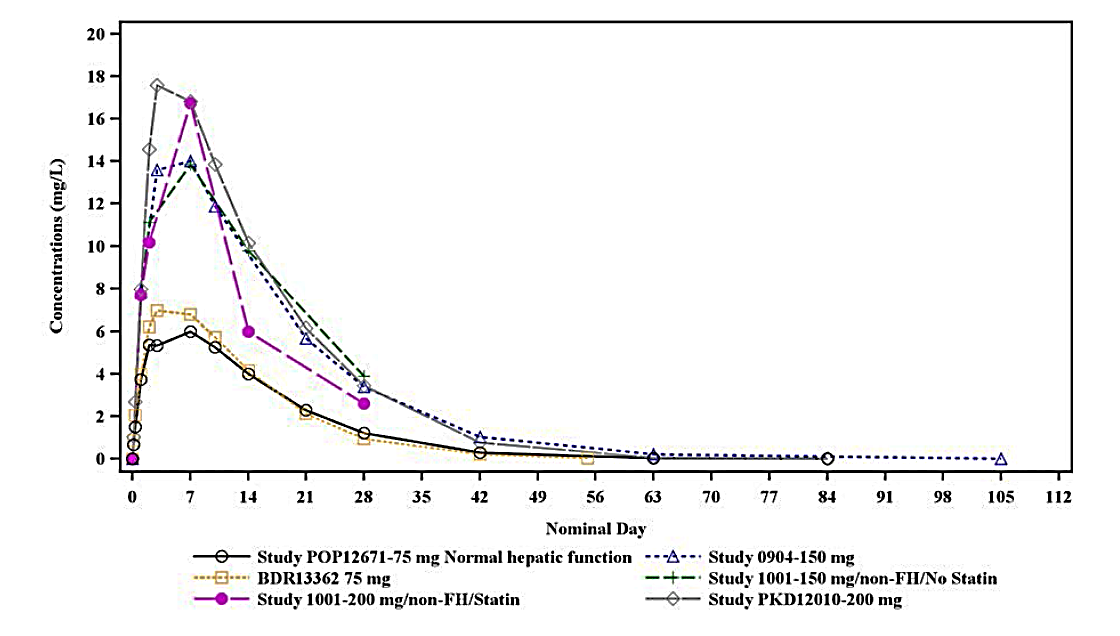 20
18
16
14
12
10
8
6
4
2
0
Concentrations (mg/L)
0 7 14 21 28 35 42 49 56 63 70 77 84 91 98 105 112
Nominal Day
Study POP12671-75 mg Normal hepatic function
Study 0904-150 mg
BDR13362 75 mg
Study 1001-150 mg/non-FH/No Statin
Study 1001-200 mg/non-FH/Statin
Study PKD12010-200 mg